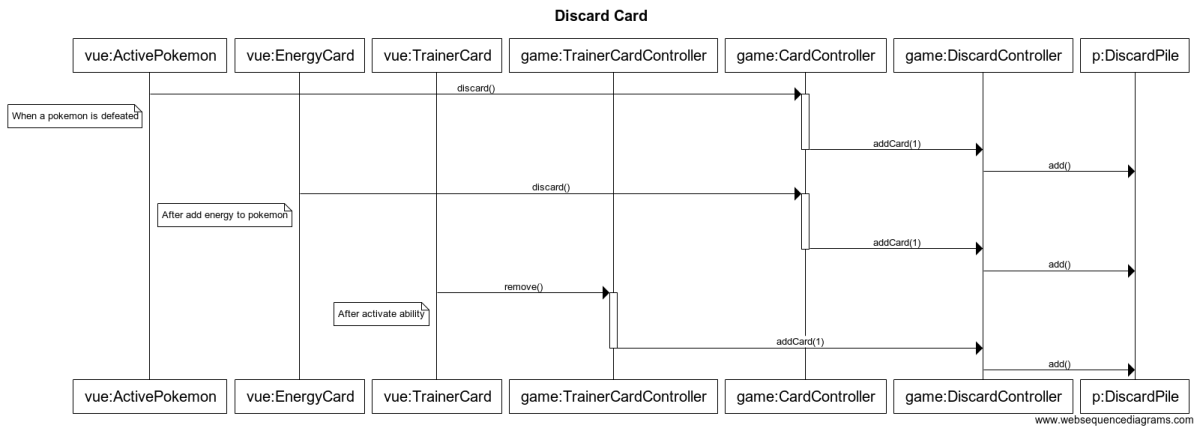 Discard Card
vue:ActivePokemon vue:EnergyCard vue:TrainerCard game:TrainerCardController game:CardController game:DiscardController p:DiscardPile
discard()
When a pokemon is defeated
addCard(1)
add()
discard()
After add energy to pokemon
addCard(1)
add()
remove()
After activate ability
addCard(1)
add()
vue:ActivePokemon vue:EnergyCard vue:TrainerCard game:TrainerCardController game:CardController game:DiscardController p:DiscardPile
www.websequencediagrams.com